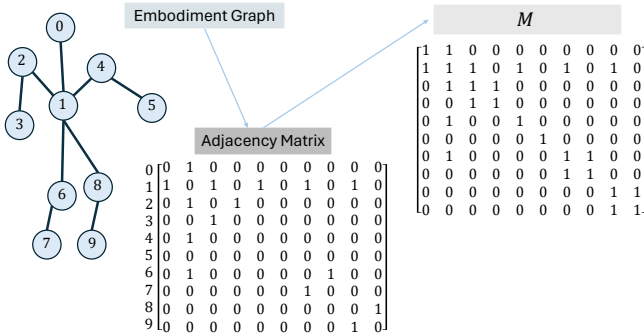 Embodiment Graph
M
0
2
4
1
5
3
6
8
7
9
1 1 0 0 0 0 0 0 0 0
1 1 1 0 1 0 1 0 1 0
0 1 1 1 0 0 0 0 0 0
0 0 1 1 0 0 0 0 0 0
0 1 0 0 1 0 0 0 0 0
0 0 0 0 0 1 0 0 0 0
0 1 0 0 0 0 1 1 0 0
0 0 0 0 0 0 1 1 0 0
0 0 0 0 0 0 0 0 1 1
0 0 0 0 0 0 0 0 1 1
Adjacency Matrix
0 0 1 0 0 0 0 0 0 0 0
1 1 0 1 0 1 0 1 0 1 0
2 0 1 0 1 0 0 0 0 0 0
3 0 0 1 0 0 0 0 0 0 0
4 0 1 0 0 0 0 0 0 0 0
5 0 0 0 0 0 0 0 0 0 0
6 0 1 0 0 0 0 0 1 0 0
7 0 0 0 0 0 0 1 0 0 0
8 0 0 0 0 0 0 0 0 0 1
9 0 0 0 0 0 0 0 0 1 0